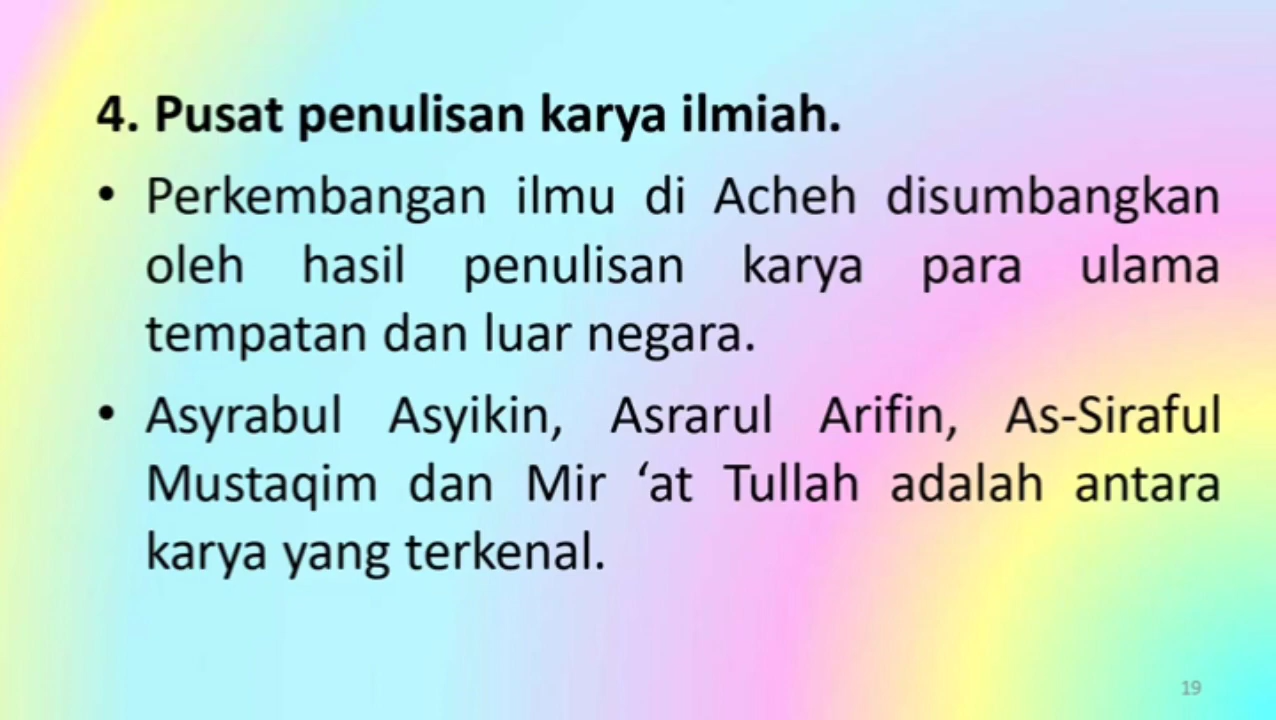 4. Pusat penulisan karya ilmiah.
• Perkembangan ilmu di Acheh disumbangkan
oleh hasil penulisan karya para ulama
tempatan dan luar negara.
• Asyrabul Asyikin, Asrarul Arifin, As-Siraful
Mustaqim dan Mir ‘at Tullah adalah antara
karya yang terkenal.
19